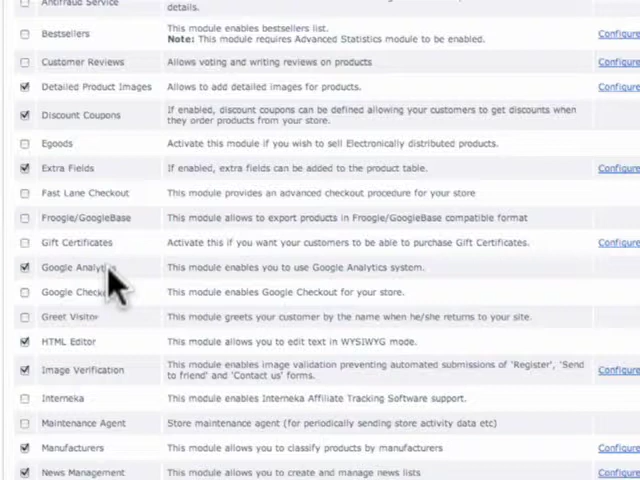 Antifraud Service
details.
Bestsellers
This module enables bestsellers list.
Note: This module requires Advanced Statistics module to be enabled.
Configure
Customer Reviews
Allows voting and writing reviews on products
Configure
Detailed Product Images
Allows to add detailed images for products.
Configure
Discount Coupons
If enabled, discount coupons can be defined allowing your customers to get discounts when
they order products from your store.
Egoods
Activate this module if you wish to sell Electronically distributed products.
Extra Fields
If enabled, extra fields can be added to the product table.
Configure
Fast Lane Checkout
This module provides an advanced checkout procedure for your store
Froogle/GoogleBase
This module allows to export products in Froogle/GoogleBase compatible format
Gift Certificates
Activate this if you want your customers to be able to purchase Gift Certificates.
Configure
Google Analytics
This module enables you to use Google Analytics system.
Google Check
This module enables Google Checkout for your store.
Greet Visitor
This module greets your customer by the name when he/she returns to your site.
HTML Editor
This module allows you to edit text in WYSIWYG mode.
Image Verification
This module enables image validation preventing automated submissions of 'Register', 'Send
to friend' and 'Contact us' forms.
Configure
Interneka
This module enables Interneka Affiliate Tracking Software support.
Maintenance Agent
Store maintenance agent (for periodically sending store activity data etc)
Manufacturers
This module allows you to classify products by manufacturers
Configure
News Management
This module allows you to create and manage news lists
Configure